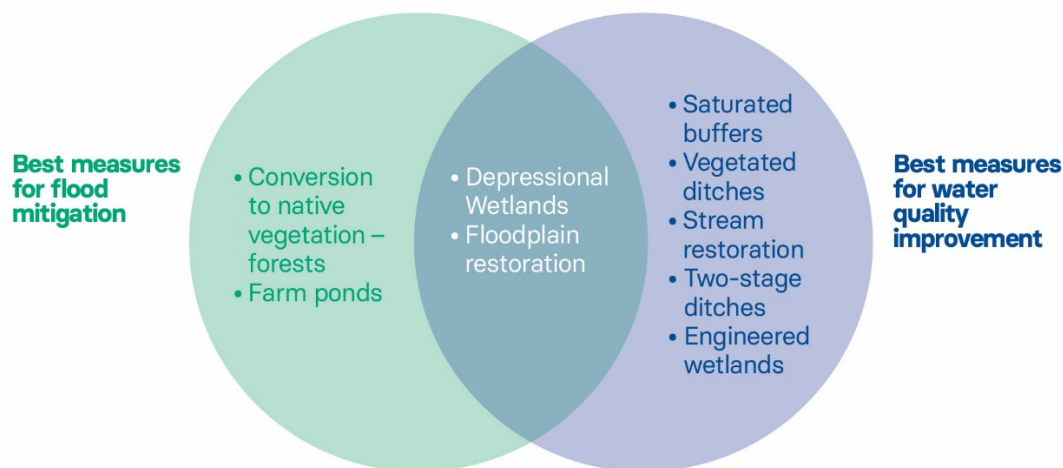 Best measures
for flood
mitigation
• Conversion
to native
vegetation –
forests
• Farm ponds
• Depressional
Wetlands
• Floodplain
restoration
• Saturated
buffers
• Vegetated
ditches
• Stream
restoration
• Two-stage
ditches
• Engineered
wetlands
Best measures
for water
quality
improvement